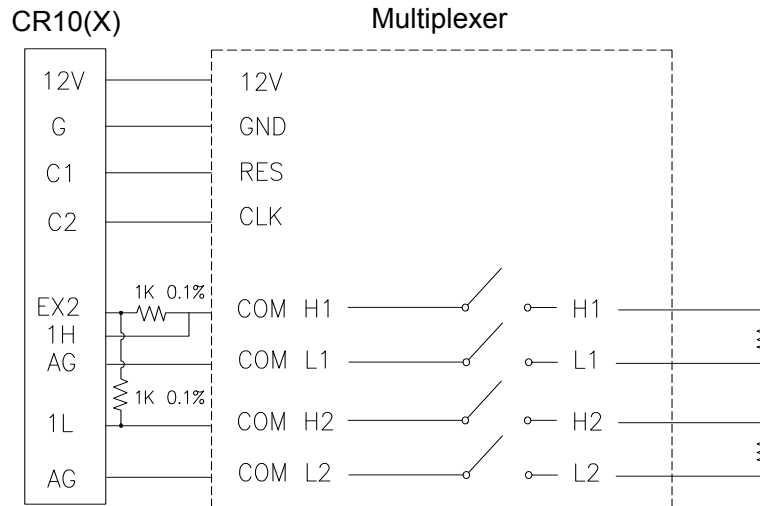 CR10(X) Multiplexer
12V 12V
G GND
C1 RES
C2 CLK
EX2 1K 0.1% COM H1 H1
1H
AG COM L1 L1
1K 0.1%
1L COM H2 H2
AG COM L2 L2